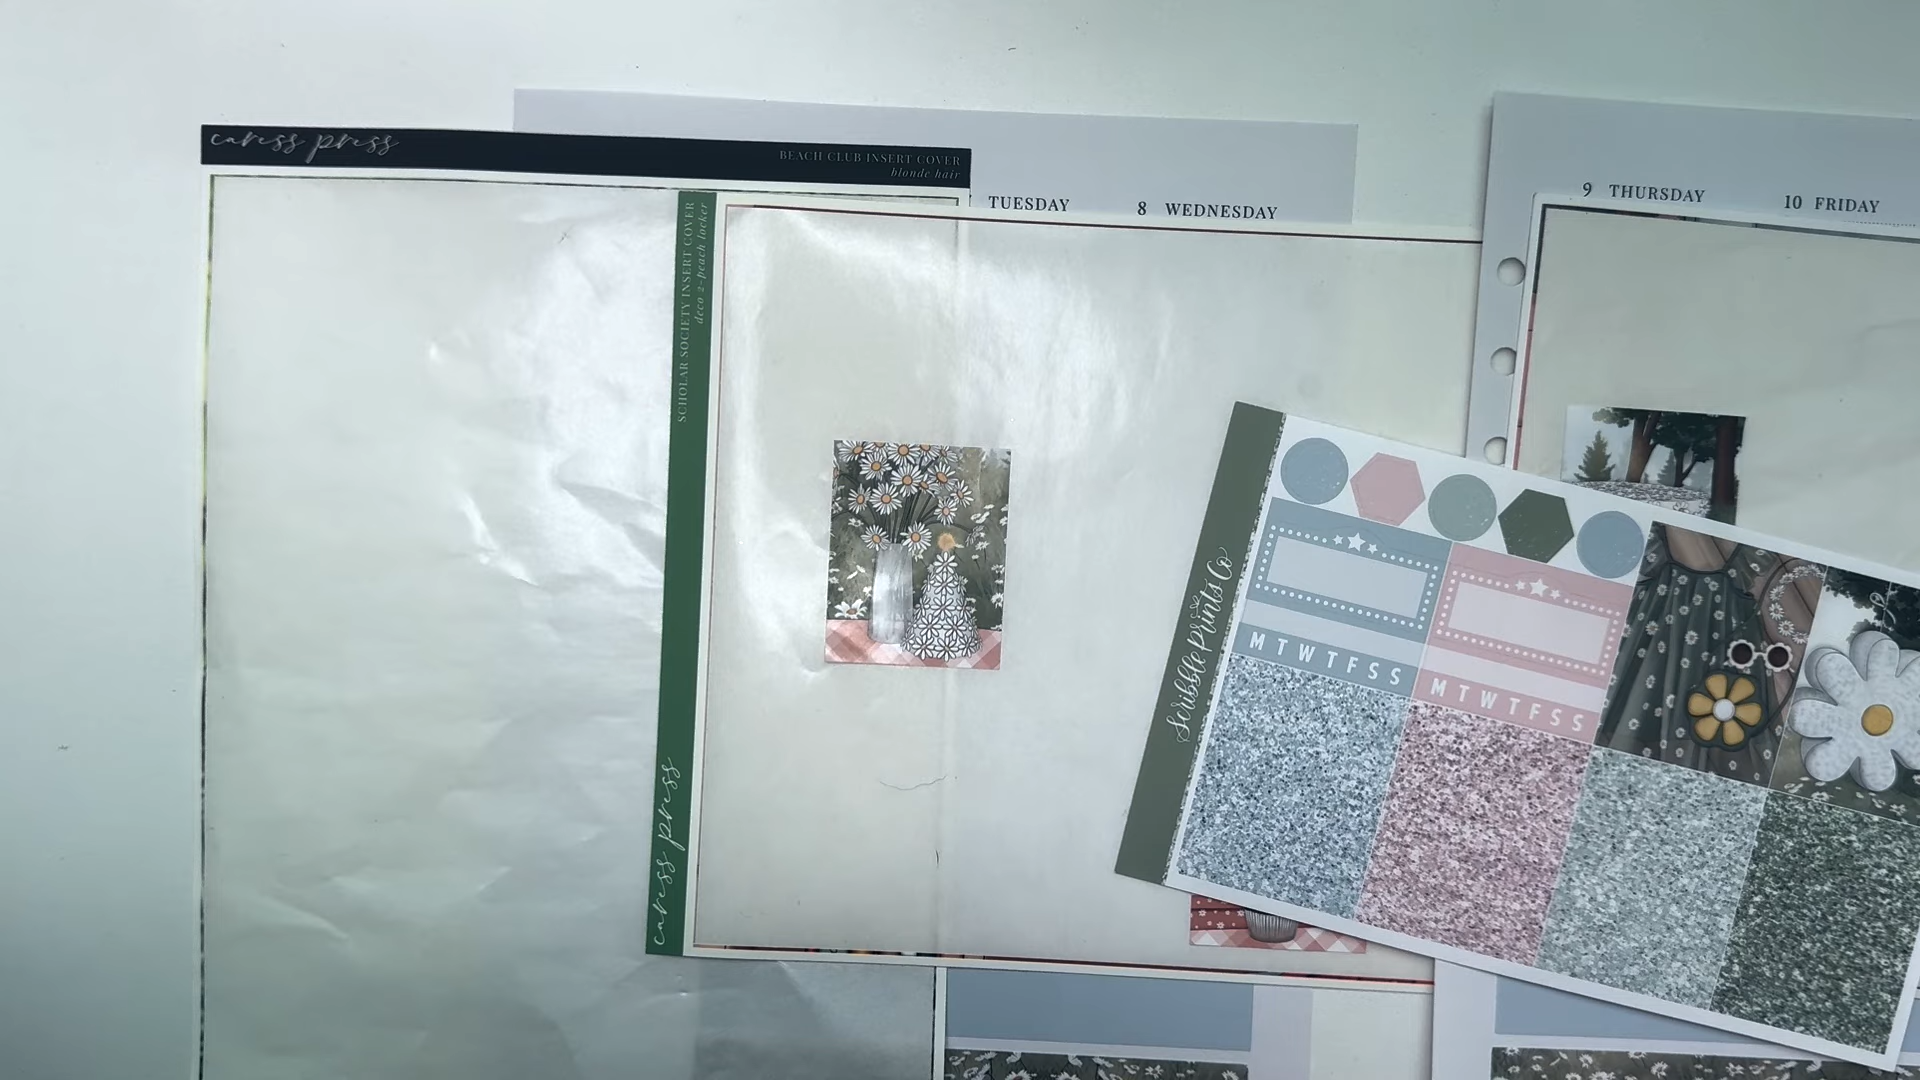 caress press
BEACH CLUB INSERT COVER
blonde hair
TUESDAY
8 WEDNESDAY
9 THURSDAY
10 FRIDAY
SCHOLAR SOCIETY INSERT COVER
deco 2-peach locker
caress press
Scribble Prints Co
M T W T F S S
M T W T F S S